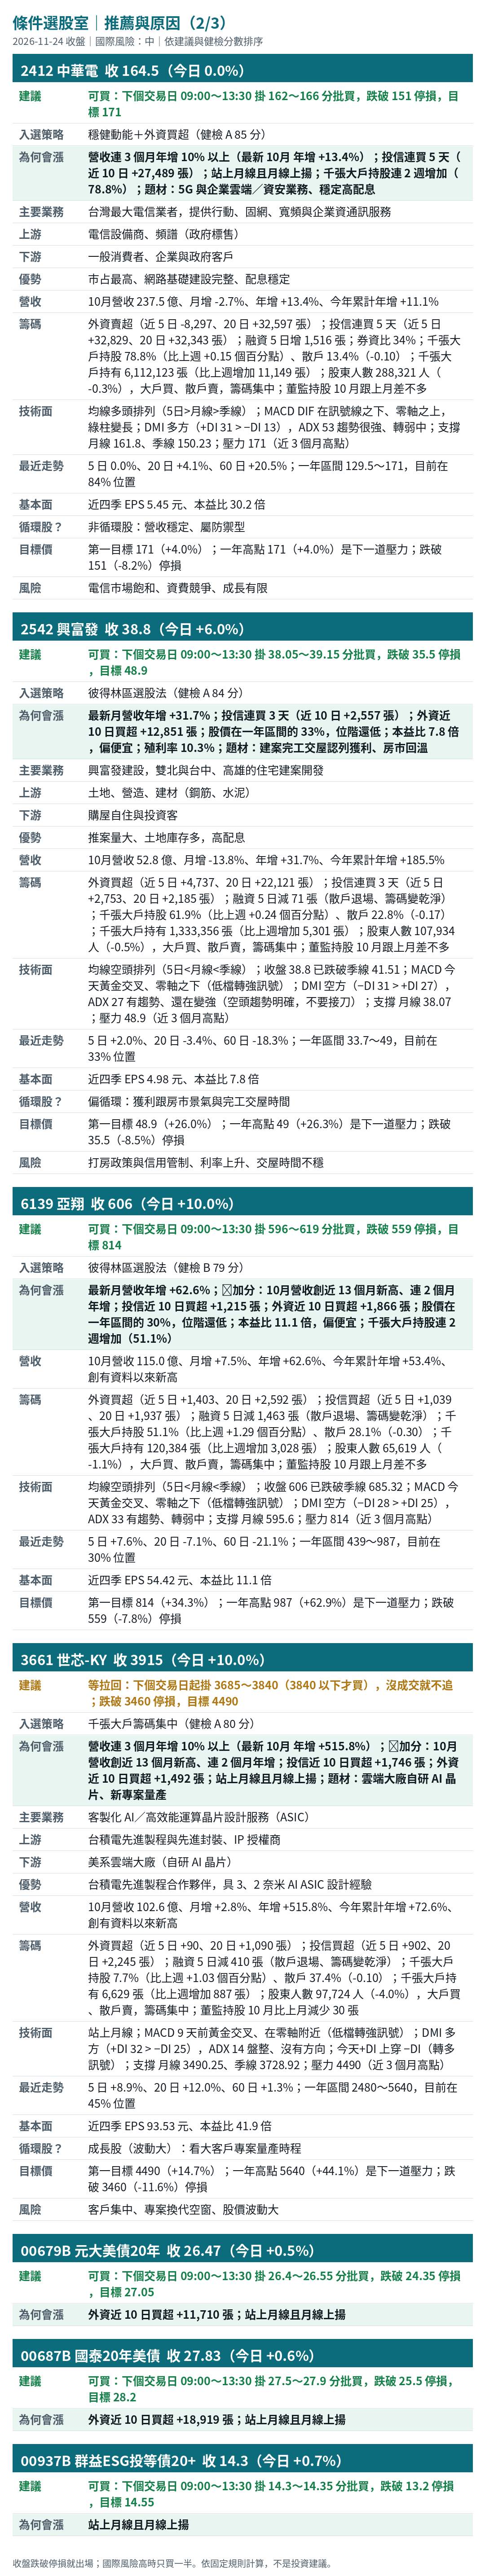 條件選股室｜推薦與原因（2/3）
2026-11-24 收盤｜國際風險：中｜依建議與健檢分數排序
2412 中華電 收 164.5（今日 0.0%）
建議 可買：下個交易日 09:00～13:30 掛 162～166 分批買，跌破 151 停損，目
標 171
入選策略 穩健動能＋外資買超（健檢 A 85 分）
為何會漲 營收連 3 個月年增 10% 以上（最新 10月 年增 +13.4%）；投信連買 5 天（
近 10 日 +27,489 張）；站上月線且月線上揚；千張大戶持股連 2 週增加（
78.8%）；題材：5G 與企業雲端／資安業務、穩定高配息
主要業務 台灣最大電信業者，提供行動、固網、寬頻與企業資通訊服務
上游 電信設備商、頻譜（政府標售）
下游 一般消費者、企業與政府客戶
優勢 市占最高、網路基礎建設完整、配息穩定
營收 10月營收 237.5 億、月增 -2.7%、年增 +13.4%、今年累計年增 +11.1%
籌碼 外資賣超（近 5 日 -8,297、20 日 +32,597 張）；投信連買 5 天（近 5 日
+32,829、20 日 +32,343 張）；融資 5 日增 1,516 張；券資比 34%；千張大
戶持股 78.8%（比上週 +0.15 個百分點）、散戶 13.4%（-0.10）；千張大
戶持有 6,112,123 張（比上週增加 11,149 張）；股東人數 288,321 人（
-0.3%），大戶買、散戶賣，籌碼集中；董監持股 10 月跟上月差不多
技術面 均線多頭排列（5日>月線>季線）；MACD DIF 在訊號線之下、零軸之上，
綠柱變長；DMI 多方（+DI 31 > −DI 13），ADX 53 趨勢很強、轉弱中；支撐
月線 161.8、季線 150.23；壓力 171（近 3 個月高點）
最近走勢 5 日 0.0%、20 日 +4.1%、60 日 +20.5%；一年區間 129.5～171，目前在
84% 位置
基本面 近四季 EPS 5.45 元、本益比 30.2 倍
循環股？ 非循環股：營收穩定、屬防禦型
目標價 第一目標 171（+4.0%）；一年高點 171（+4.0%）是下一道壓力；跌破
151（-8.2%）停損
風險 電信市場飽和、資費競爭、成長有限
2542 興富發 收 38.8（今日 +6.0%）
建議 可買：下個交易日 09:00～13:30 掛 38.05～39.15 分批買，跌破 35.5 停損
，目標 48.9
入選策略 彼得林區選股法（健檢 A 84 分）
為何會漲 最新月營收年增 +31.7%；投信連買 3 天（近 10 日 +2,557 張）；外資近
10 日買超 +12,851 張；股價在一年區間的 33%，位階還低；本益比 7.8 倍
，偏便宜；殖利率 10.3%；題材：建案完工交屋認列獲利、房市回溫
主要業務 興富發建設，雙北與台中、高雄的住宅建案開發
上游 土地、營造、建材（鋼筋、水泥）
下游 購屋自住與投資客
優勢 推案量大、土地庫存多，高配息
營收 10月營收 52.8 億、月增 -13.8%、年增 +31.7%、今年累計年增 +185.5%
籌碼 外資買超（近 5 日 +4,737、20 日 +22,121 張）；投信連買 3 天（近 5 日
+2,753、20 日 +2,185 張）；融資 5 日減 71 張（散戶退場、籌碼變乾淨）
；千張大戶持股 61.9%（比上週 +0.24 個百分點）、散戶 22.8%（-0.17）
；千張大戶持有 1,333,356 張（比上週增加 5,301 張）；股東人數 107,934
人（-0.5%），大戶買、散戶賣，籌碼集中；董監持股 10 月跟上月差不多
技術面 均線空頭排列（5日<月線<季線）；收盤 38.8 已跌破季線 41.51；MACD 今
天黃金交叉、零軸之下（低檔轉強訊號）；DMI 空方（−DI 31 > +DI 27），
ADX 27 有趨勢、還在變強（空頭趨勢明確，不要接刀）；支撐 月線 38.07
；壓力 48.9（近 3 個月高點）
最近走勢 5 日 +2.0%、20 日 -3.4%、60 日 -18.3%；一年區間 33.7～49，目前在
33% 位置
基本面 近四季 EPS 4.98 元、本益比 7.8 倍
循環股？ 偏循環：獲利跟房市景氣與完工交屋時間
目標價 第一目標 48.9（+26.0%）；一年高點 49（+26.3%）是下一道壓力；跌破
35.5（-8.5%）停損
風險 打房政策與信用管制、利率上升、交屋時間不穩
6139 亞翔 收 606（今日 +10.0%）
建議 可買：下個交易日 09:00～13:30 掛 596～619 分批買，跌破 559 停損，目
標 814
入選策略 彼得林區選股法（健檢 B 79 分）
為何會漲 最新月營收年增 +62.6%；加分：10月營收創近 13 個月新高、連 2 個月
年增；投信近 10 日買超 +1,215 張；外資近 10 日買超 +1,866 張；股價在
一年區間的 30%，位階還低；本益比 11.1 倍，偏便宜；千張大戶持股連 2
週增加（51.1%）
營收 10月營收 115.0 億、月增 +7.5%、年增 +62.6%、今年累計年增 +53.4%、
創有資料以來新高
籌碼 外資買超（近 5 日 +1,403、20 日 +2,592 張）；投信買超（近 5 日 +1,039
、20 日 +1,937 張）；融資 5 日減 1,463 張（散戶退場、籌碼變乾淨）；千
張大戶持股 51.1%（比上週 +1.29 個百分點）、散戶 28.1%（-0.30）；千
張大戶持有 120,384 張（比上週增加 3,028 張）；股東人數 65,619 人（
-1.1%），大戶買、散戶賣，籌碼集中；董監持股 10 月跟上月差不多
技術面 均線空頭排列（5日<月線<季線）；收盤 606 已跌破季線 685.32；MACD 今
天黃金交叉、零軸之下（低檔轉強訊號）；DMI 空方（−DI 28 > +DI 25），
ADX 33 有趨勢、轉弱中；支撐 月線 595.6；壓力 814（近 3 個月高點）
最近走勢 5 日 +7.6%、20 日 -7.1%、60 日 -21.1%；一年區間 439～987，目前在
30% 位置
基本面 近四季 EPS 54.42 元、本益比 11.1 倍
目標價 第一目標 814（+34.3%）；一年高點 987（+62.9%）是下一道壓力；跌破
559（-7.8%）停損
3661 世芯-KY 收 3915（今日 +10.0%）
建議 等拉回：下個交易日起掛 3685～3840（3840 以下才買），沒成交就不追
；跌破 3460 停損，目標 4490
入選策略 千張大戶籌碼集中（健檢 A 80 分）
為何會漲 營收連 3 個月年增 10% 以上（最新 10月 年增 +515.8%）；加分：10月
營收創近 13 個月新高、連 2 個月年增；投信近 10 日買超 +1,746 張；外資
近 10 日買超 +1,492 張；站上月線且月線上揚；題材：雲端大廠自研 AI 晶
片、新專案量產
主要業務 客製化 AI／高效能運算晶片設計服務（ASIC）
上游 台積電先進製程與先進封裝、IP 授權商
下游 美系雲端大廠（自研 AI 晶片）
優勢 台積電先進製程合作夥伴，具 3、2 奈米 AI ASIC 設計經驗
營收 10月營收 102.6 億、月增 +2.8%、年增 +515.8%、今年累計年增 +72.6%、
創有資料以來新高
籌碼 外資買超（近 5 日 +90、20 日 +1,090 張）；投信買超（近 5 日 +902、20
日 +2,245 張）；融資 5 日減 410 張（散戶退場、籌碼變乾淨）；千張大戶
持股 7.7%（比上週 +1.03 個百分點）、散戶 37.4%（-0.10）；千張大戶持
有 6,629 張（比上週增加 887 張）；股東人數 97,724 人（-4.0%），大戶買
、散戶賣，籌碼集中；董監持股 10 月比上月減少 30 張
技術面 站上月線；MACD 9 天前黃金交叉、在零軸附近（低檔轉強訊號）；DMI 多
方（+DI 32 > −DI 25），ADX 14 盤整、沒有方向；今天+DI 上穿 −DI（轉多
訊號）；支撐 月線 3490.25、季線 3728.92；壓力 4490（近 3 個月高點）
最近走勢 5 日 +8.9%、20 日 +12.0%、60 日 +1.3%；一年區間 2480～5640，目前在
45% 位置
基本面 近四季 EPS 93.53 元、本益比 41.9 倍
循環股？ 成長股（波動大）：看大客戶專案量產時程
目標價 第一目標 4490（+14.7%）；一年高點 5640（+44.1%）是下一道壓力；跌
破 3460（-11.6%）停損
風險 客戶集中、專案換代空窗、股價波動大
00679B 元大美債20年 收 26.47（今日 +0.5%）
建議 可買：下個交易日 09:00～13:30 掛 26.4～26.55 分批買，跌破 24.35 停損
，目標 27.05
為何會漲 外資近 10 日買超 +11,710 張；站上月線且月線上揚
00687B 國泰20年美債 收 27.83（今日 +0.6%）
建議 可買：下個交易日 09:00～13:30 掛 27.5～27.9 分批買，跌破 25.5 停損，
目標 28.2
為何會漲 外資近 10 日買超 +18,919 張；站上月線且月線上揚
00937B 群益ESG投等債20+ 收 14.3（今日 +0.7%）
建議 可買：下個交易日 09:00～13:30 掛 14.3～14.35 分批買，跌破 13.2 停損
，目標 14.55
為何會漲 站上月線且月線上揚
收盤跌破停損就出場；國際風險高時只買一半。依固定規則計算，不是投資建議。